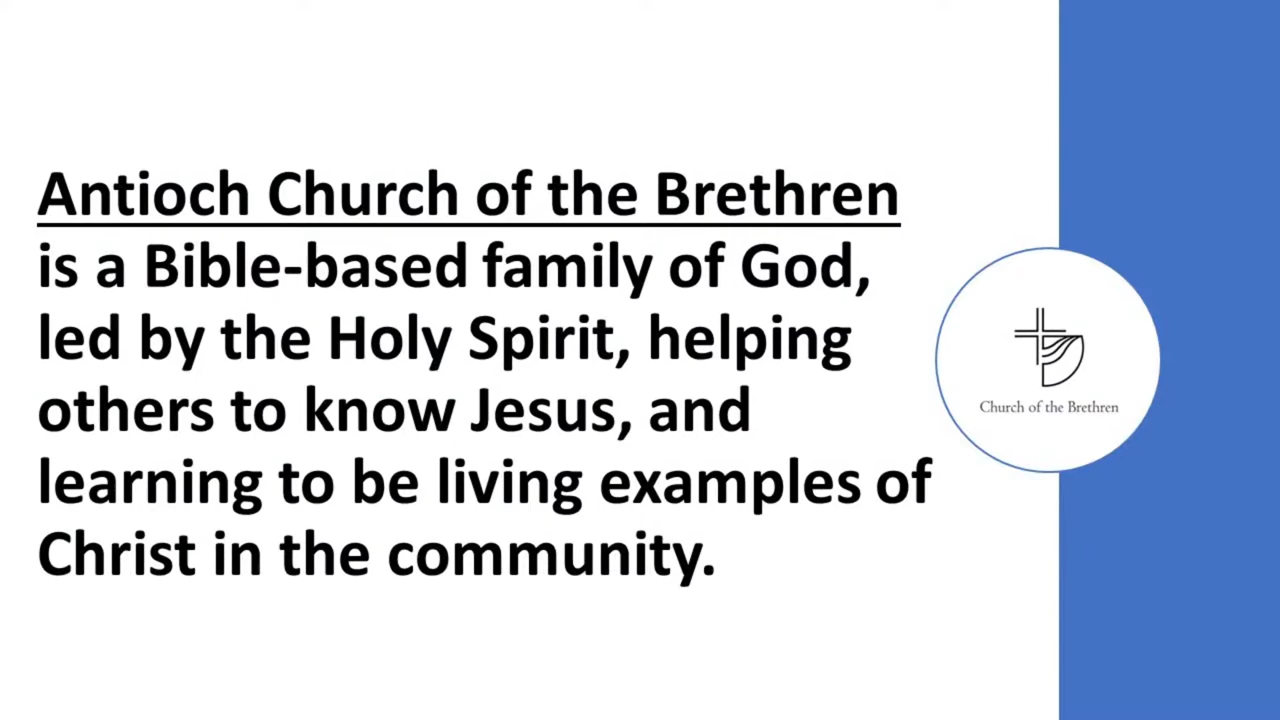 Antioch Church of the Brethren
is a Bible-based family of God,
led by the Holy Spirit, helping
others to know Jesus, and
learning to be living examples of
Christ in the community.
Church of the Brethren